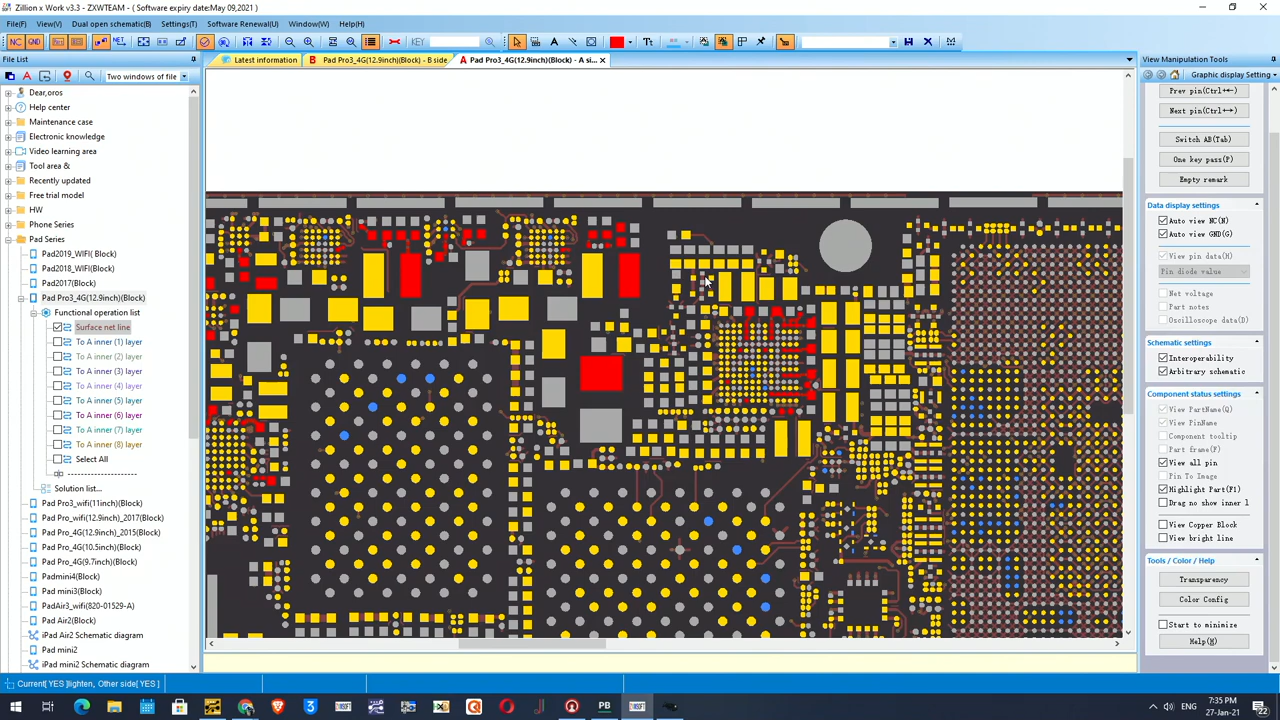 Zillion x Work v3.3 - ZXWTEAM - ( Software expiry date:May 09,2021 )
File(F) View(V) Dual open schematic(B) Settings(T) Software Renewal(U) Window(W) Help(H)
NC GND NET KEY: Tt
File List
Latest information
B Pad Pro3_4G(12.9inch)(Block) - B side
A Pad Pro3_4G(12.9inch)(Block) - A si...
View Manipulation Tools
Two windows of file
Graphic display Setting
Dear,oros
Help center
Maintenance case
Electronic knowledge
Video learning area
Tool area &
Recently updated
Free trial model
HW
Phone Series
Pad Series
Pad2019_WIFI( Block)
Pad2018_WIFI(Block)
Pad2017(Block)
Pad Pro3_4G(12.9inch)(Block)
Functional operation list
Surface net line
To A inner (1) layer
To A inner (2) layer
To A inner (3) layer
To A inner (4) layer
To A inner (5) layer
To A inner (6) layer
To A inner (7) layer
To A inner (8) layer
Select All
----------------------
Solution list...
Pad Pro3_wifi(11inch)(Block)
Pad Pro_wifi(12.9inch)_2017(Block)
Pad Pro_4G(12.9inch)_2015(Block)
Pad Pro_4G(10.5inch)(Block)
Pad Pro_4G(9.7inch)(Block)
Padmini4(Block)
Pad mini3(Block)
PadAir3_wifi(820-01529-A)
Pad Air2(Block)
iPad Air2 Schematic diagram
Pad mini2
iPad mini2 Schematic diagram
Prev pin(Ctrl+←)
Next pin(Ctrl+→)
Switch AB(Tab)
One key pass(P)
Empty remark
Data display settings
Auto view NC(N)
Auto view GND(G)
View pin data(M)
Pin diode value
Net voltage
Part notes
Oscilloscope data(D)
Schematic settings
Interoperability
Arbitrary schematic
Component status settings
View PartName(Q)
View PinName
Component tooltip
Part frame(F)
View all pin
Pin To Image
Highlight Part(F1)
Drag no show inner l
View Copper Block
View bright line
Tools / Color / Help
Transparency
Color Config
Start to minimize
Help(H)
Current[ YES ]lighten, Other side[ YES ]
PB
ENG
7:35 PM
27-Jan-21
22